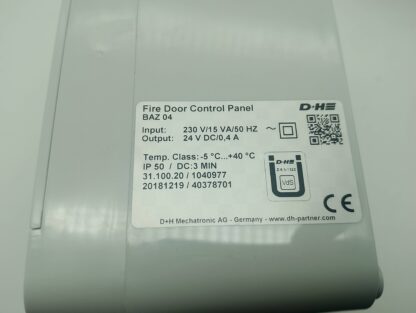 Fire Door Control Panel
BAZ 04
D+H
Input: 230 V/15 VA/50 HZ ~
Output: 24 V DC/0,4 A
Temp. Class:-5 °C...+40 °C
IP 50 / DC:3 MIN
31.100.20 / 1040977
20181219 / 40378701
D+H
VdS
CE
D+H Mechatronic AG - Germany - www.dh-partner.com